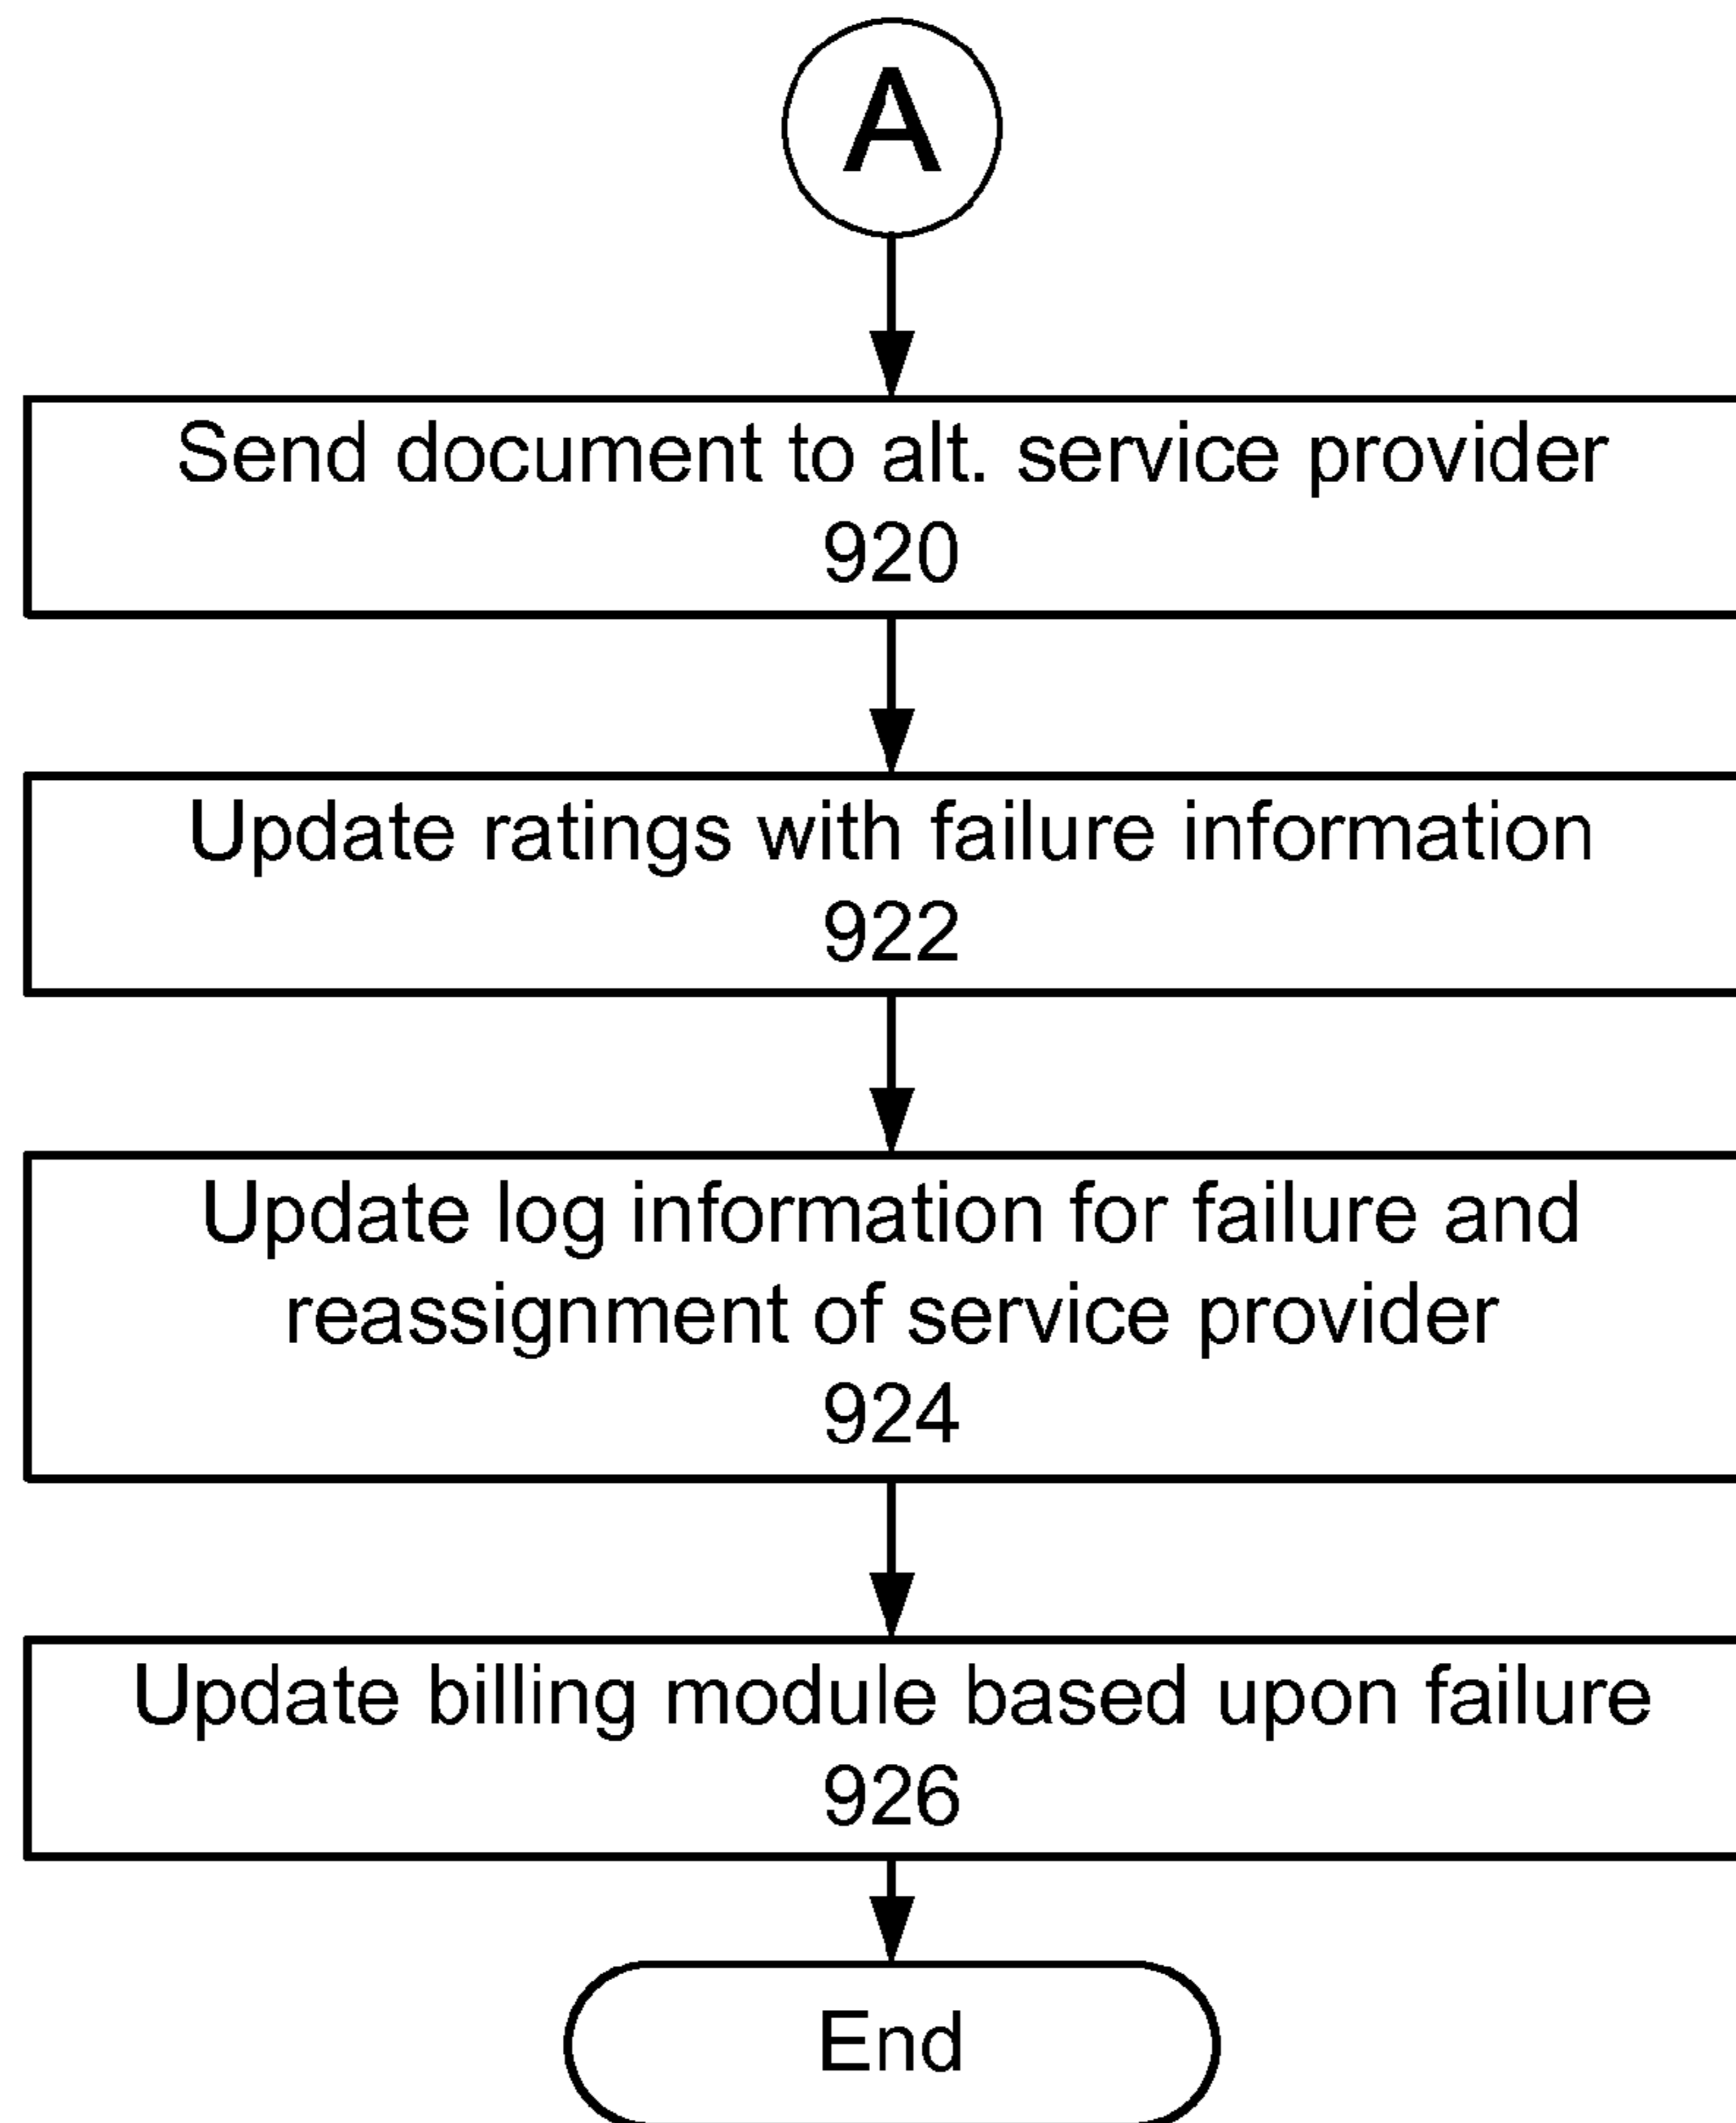 A
Send document to alt. service provider
920
Update ratings with failure information
922
Update log information for failure and
reassignment of service provider
924
Update billing module based upon failure
926
End